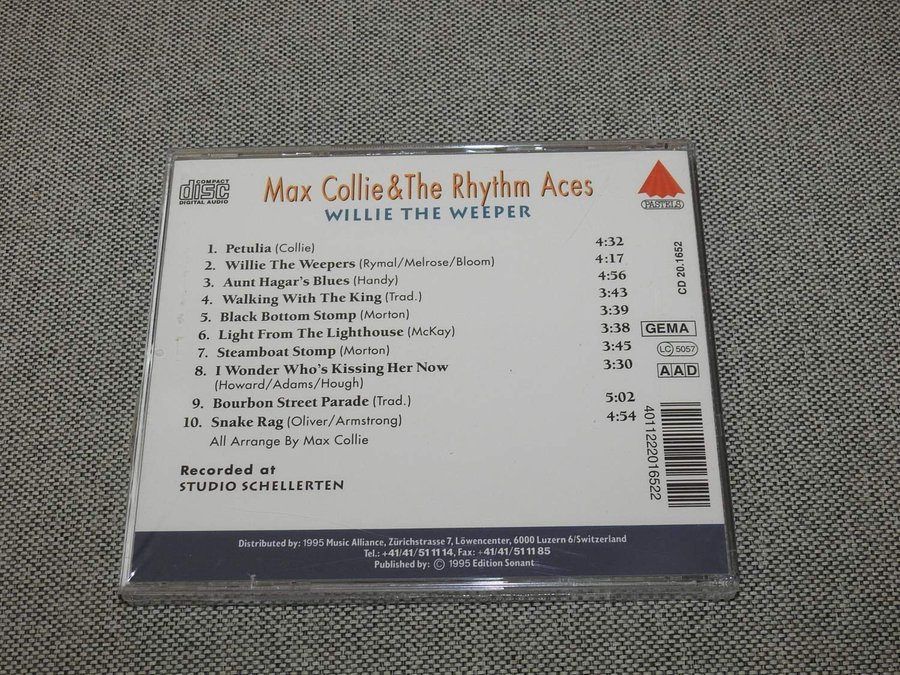 COMPACT
disc
DIGITAL AUDIO
Max Collie & The Rhythm Aces
WILLIE THE WEEPER
PASTELS
1. Petulia (Collie) 4:32
2. Willie The Weepers (Rymal/Melrose/Bloom) 4:17
3. Aunt Hagar's Blues (Handy) 4:56
4. Walking With The King (Trad.) 3:43
5. Black Bottom Stomp (Morton) 3:39
6. Light From The Lighthouse (McKay) 3:38
7. Steamboat Stomp (Morton) 3:45
8. I Wonder Who's Kissing Her Now 3:30
(Howard/Adams/Hough)
9. Bourbon Street Parade (Trad.) 5:02
10. Snake Rag (Oliver/Armstrong) 4:54
All Arrange By Max Collie
Recorded at
STUDIO SCHELLERTEN
CD 20.1652
GEMA
LC 5057
AAD
4011222016522
Distributed by: 1995 Music Alliance, Zürichstrasse 7, Löwencenter, 6000 Luzern 6/Switzerland
Tel.: +41/41/51 11 14, Fax: +41/41/51 11 85
Published by: © 1995 Edition Sonant